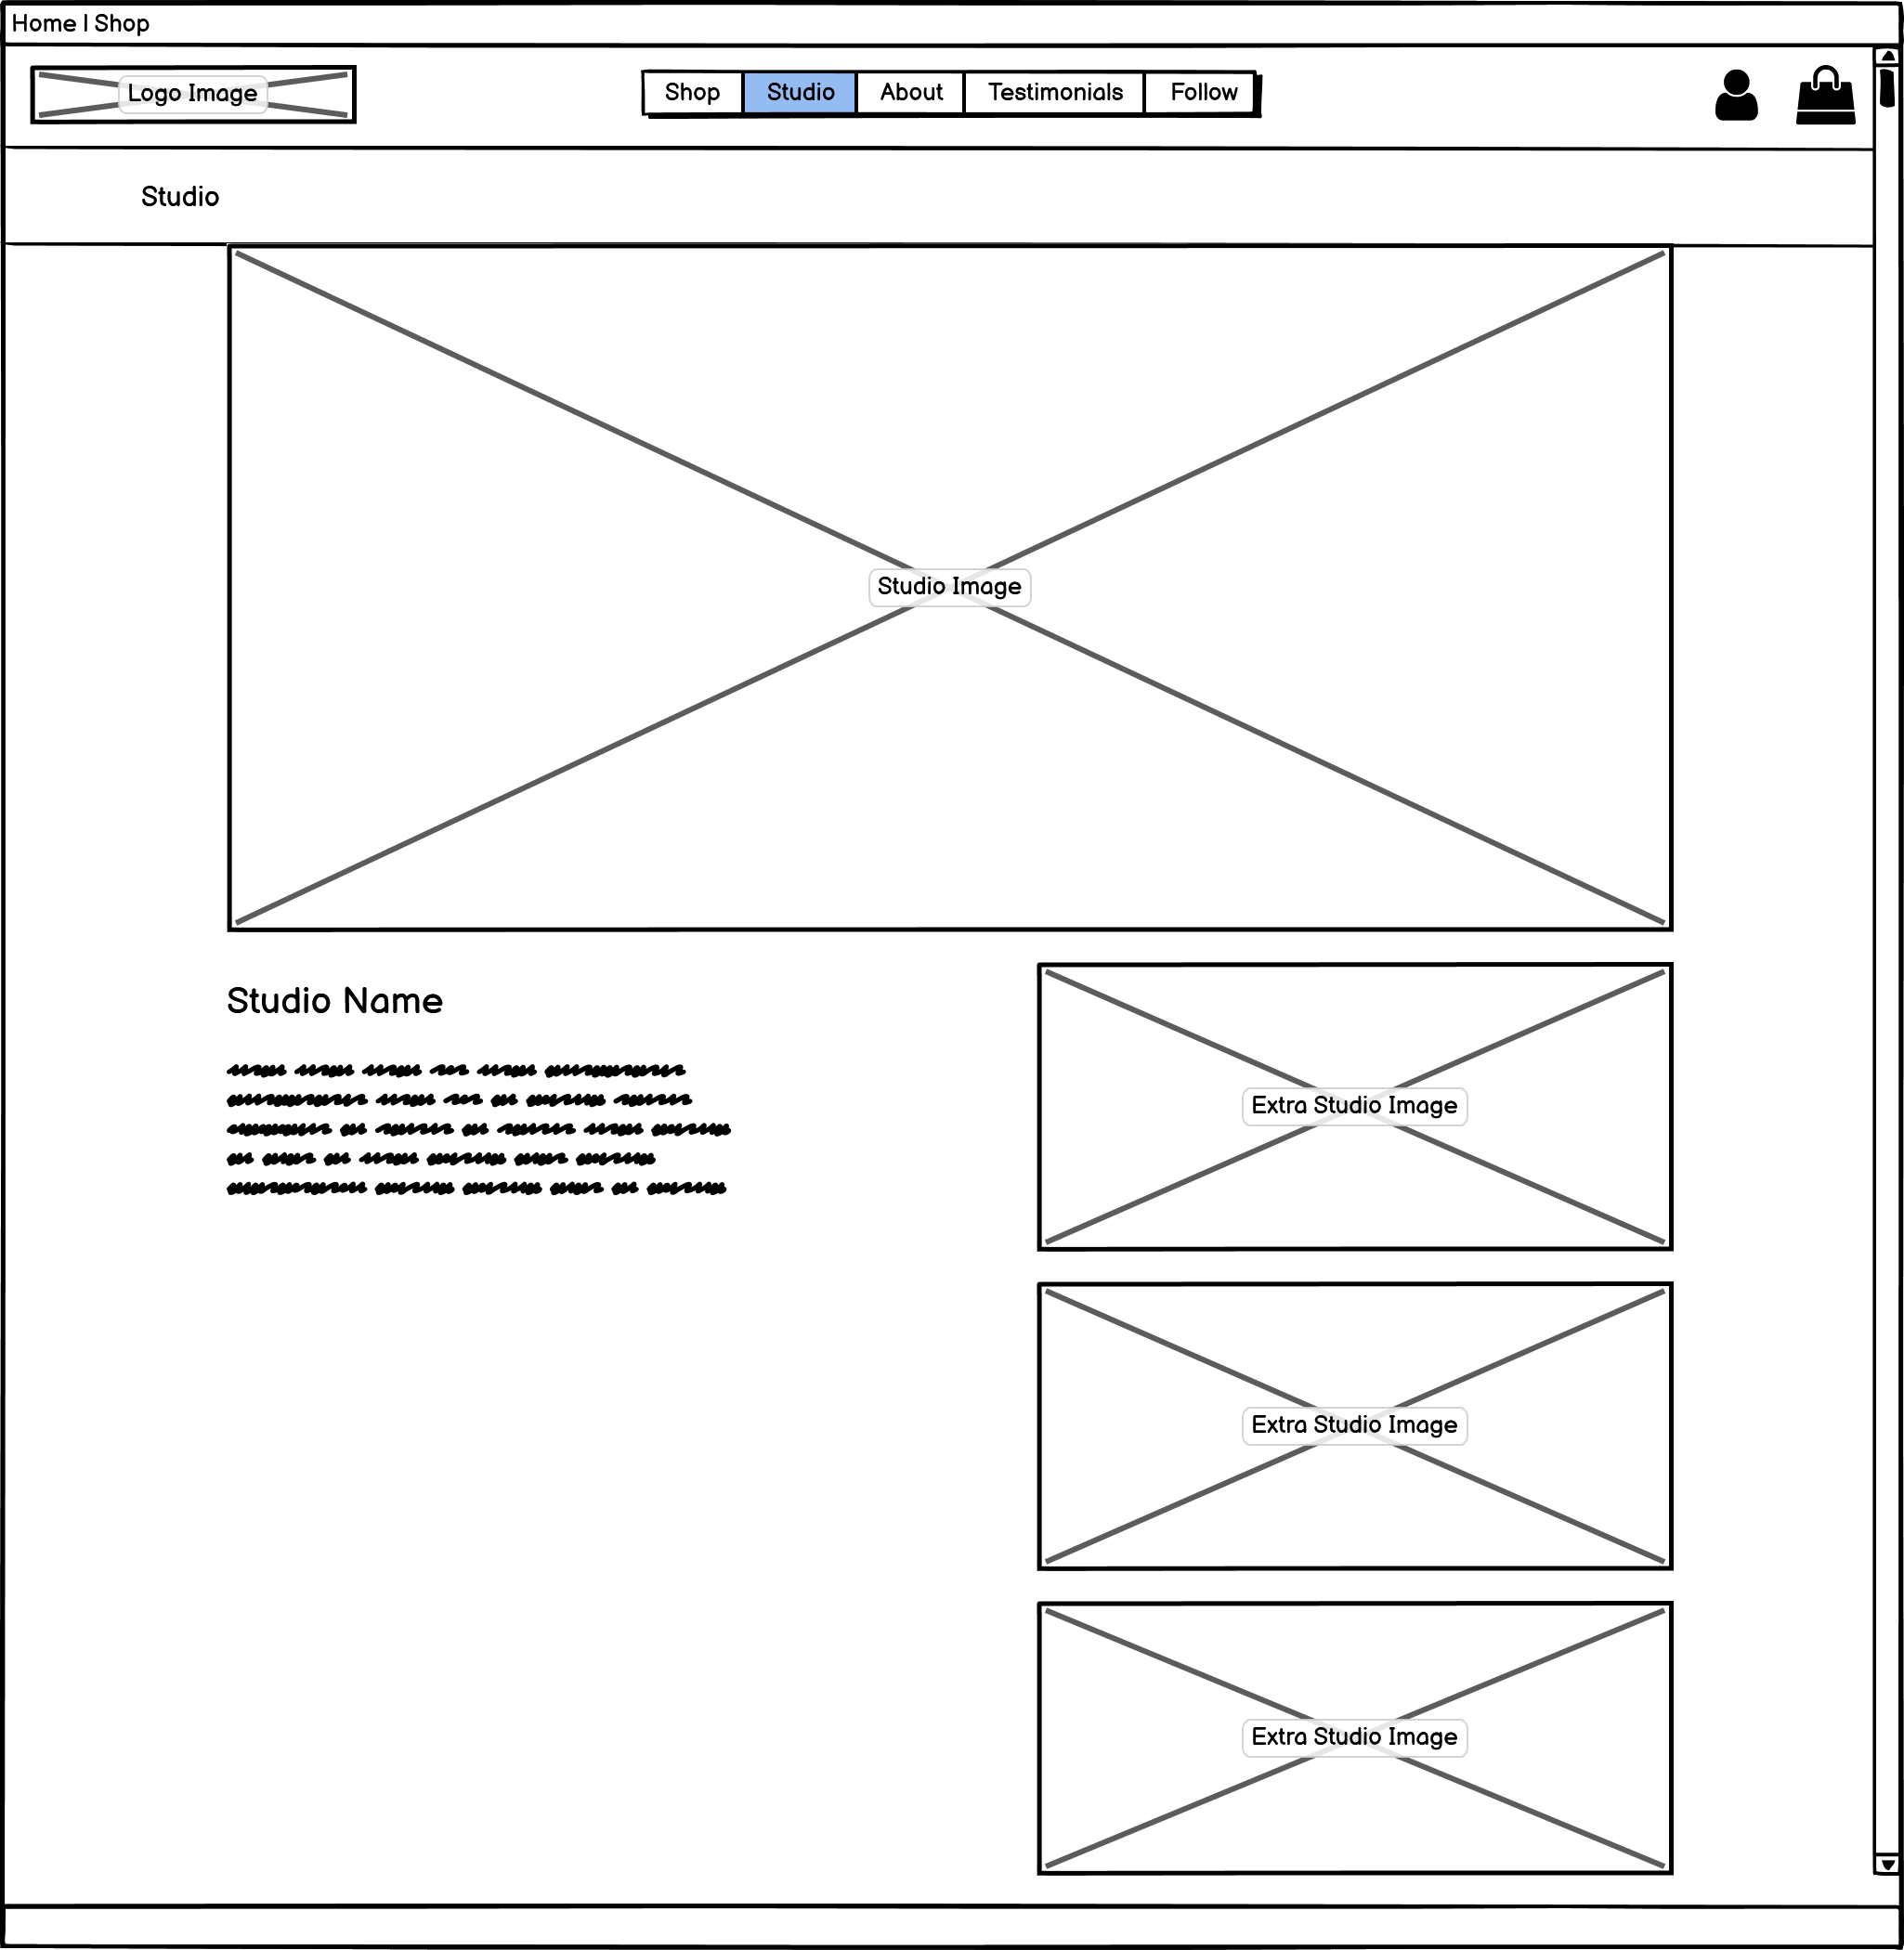 Home | Shop
Logo Image
Shop Studio About Testimonials Follow
Studio
Studio Image
Studio Name
Extra Studio Image
Extra Studio Image
Extra Studio Image